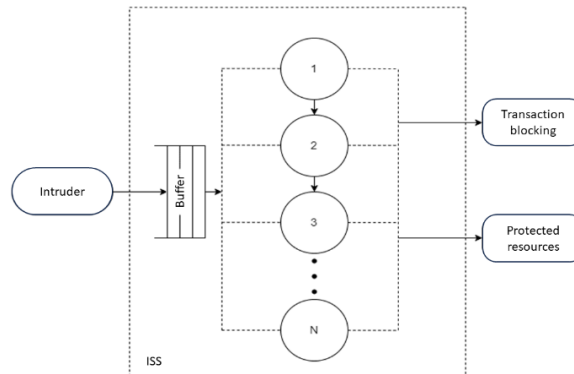 1
Transaction
blocking
2
Intruder
Buffer
3
Protected
resources
N
ISS